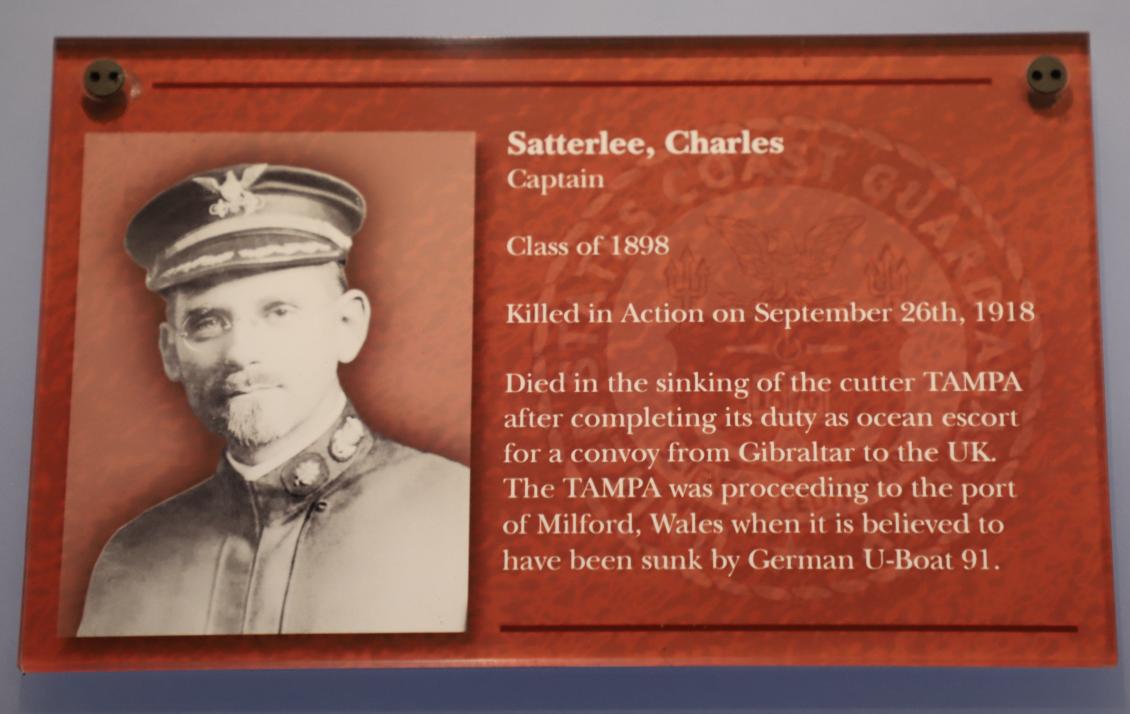 Satterlee, Charles
Captain
Class of 1898
Killed in Action on September 26th, 1918
Died in the sinking of the cutter TAMPA
after completing its duty as ocean escort
for a convoy from Gibraltar to the UK.
The TAMPA was proceeding to the port
of Milford, Wales when it is believed to
have been sunk by German U-Boat 91.
COAST GUARD